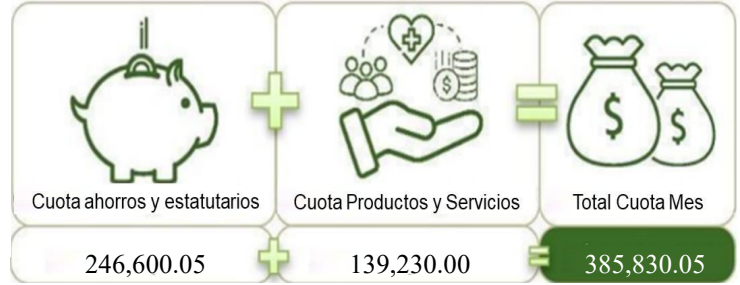 Cuota ahorros y estatutarios
Cuota Productos y Servicios
Total Cuota Mes
246,600.05 + 139,230.00 = 385,830.05